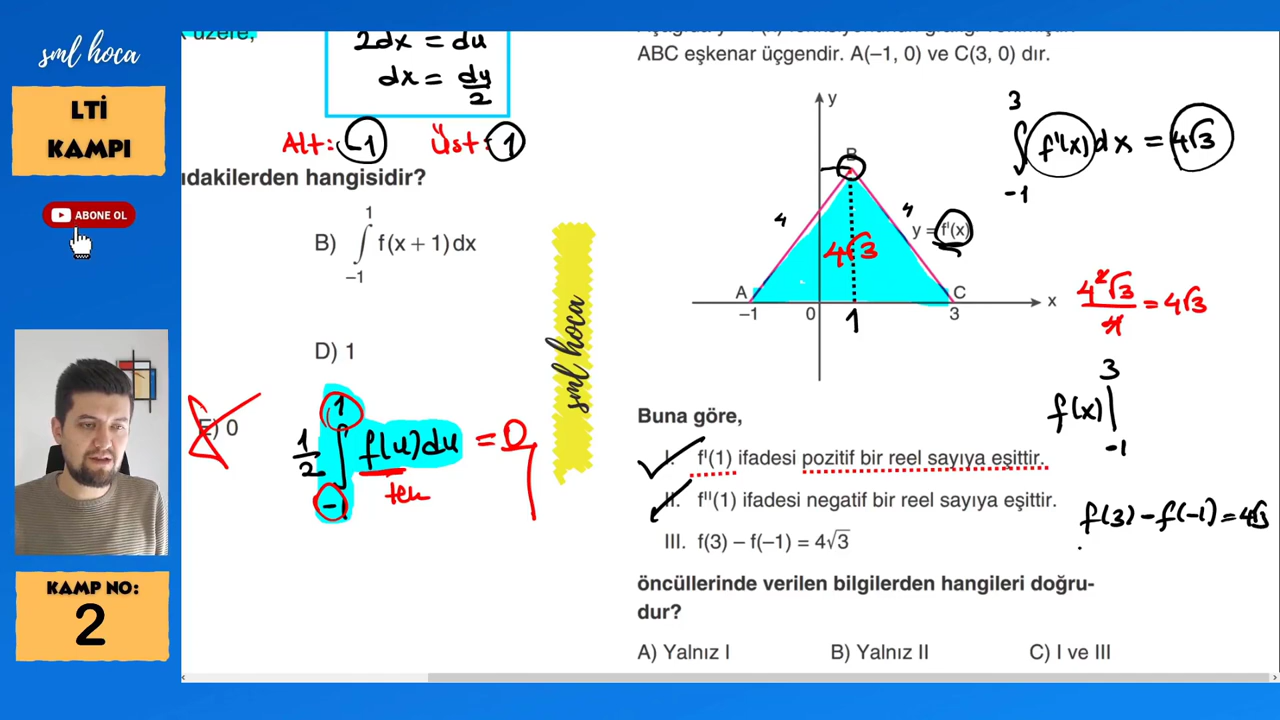 sml hoca
LTİ
KAMPI
ABONE OL
KAMP NO:
2
üzere,
2dx = du
dx = du/2
Alt: -1 Üst: 1
udakilerden hangisidir?
B) ∫ f(x + 1) dx
1
-1
D) 1
E) 0
1/2 ∫ f(u) du = 0
1
-1
tek
sml hoca
ABC eşkenar üçgendir. A(−1, 0) ve C(3, 0) dır.
y
B
4
4
y = f'(x)
4√3
A
C
x
−1
0
1
3
3
∫ f'(x) dx = 4√3
-1
4²√3/4 = 4√3
3
f(x)|
-1
f(3) - f(-1) = 4√3
Buna göre,
I. f'(1) ifadesi pozitif bir reel sayıya eşittir.
II. f''(1) ifadesi negatif bir reel sayıya eşittir.
III. f(3) − f(−1) = 4√3
öncüllerinde verilen bilgilerden hangileri doğru-
dur?
A) Yalnız I B) Yalnız II C) I ve III